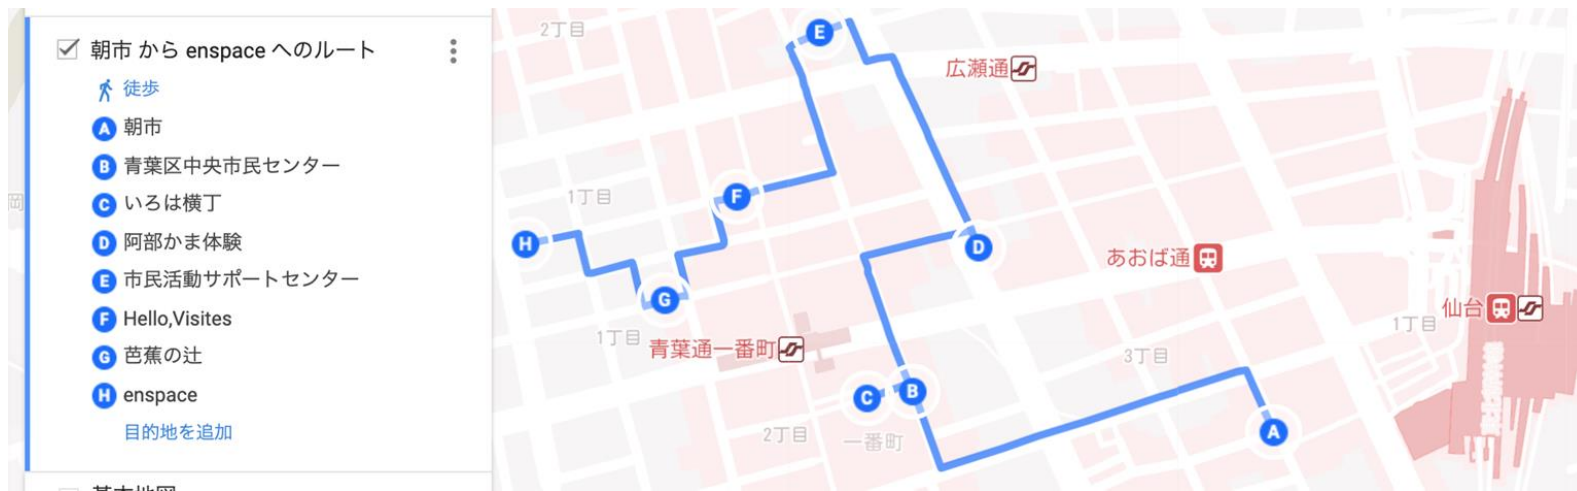 朝市 から enspace へのルート
徒歩
A 朝市
B 青葉区中央市民センター
C いろは横丁
D 阿部かま体験
E 市民活動サポートセンター
F Hello,Visites
G 芭蕉の辻
H enspace
目的地を追加
2丁目
E
広瀬通
1丁目
F
H
D
あおば通
G
仙台
1丁目
1丁目
青葉通一番町
3丁目
C
B
2丁目
一番町
A